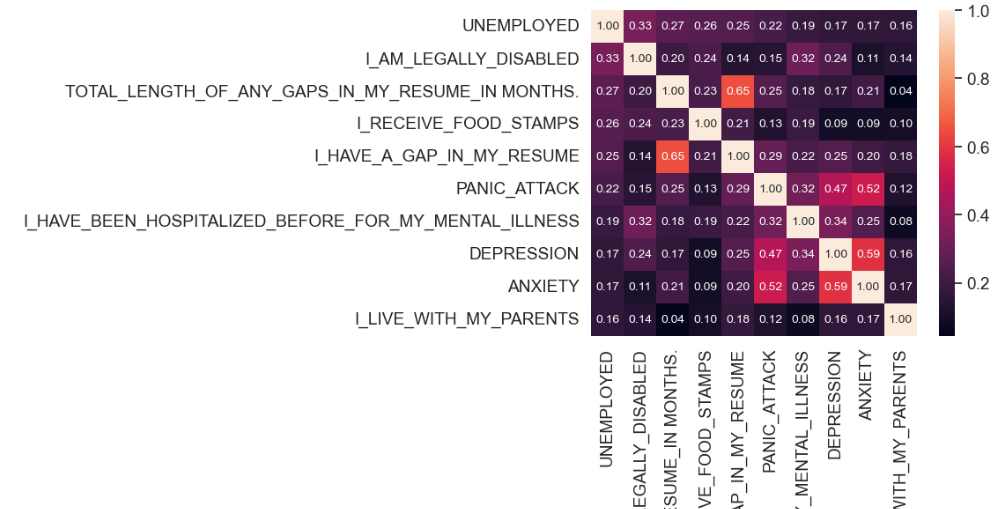 UNEMPLOYED 1.00 0.33 0.27 0.26 0.25 0.22 0.19 0.17 0.17 0.16
I_AM_LEGALLY_DISABLED 0.33 1.00 0.20 0.24 0.14 0.15 0.32 0.24 0.11 0.14
TOTAL_LENGTH_OF_ANY_GAPS_IN_MY_RESUME_IN MONTHS. 0.27 0.20 1.00 0.23 0.65 0.25 0.18 0.17 0.21 0.04
I_RECEIVE_FOOD_STAMPS 0.26 0.24 0.23 1.00 0.21 0.13 0.19 0.09 0.09 0.10
I_HAVE_A_GAP_IN_MY_RESUME 0.25 0.14 0.65 0.21 1.00 0.29 0.22 0.25 0.20 0.18
PANIC_ATTACK 0.22 0.15 0.25 0.13 0.29 1.00 0.32 0.47 0.52 0.12
I_HAVE_BEEN_HOSPITALIZED_BEFORE_FOR_MY_MENTAL_ILLNESS 0.19 0.32 0.18 0.19 0.22 0.32 1.00 0.34 0.25 0.08
DEPRESSION 0.17 0.24 0.17 0.09 0.25 0.47 0.34 1.00 0.59 0.16
ANXIETY 0.17 0.11 0.21 0.09 0.20 0.52 0.25 0.59 1.00 0.17
I_LIVE_WITH_MY_PARENTS 0.16 0.14 0.04 0.10 0.18 0.12 0.08 0.16 0.17 1.00
1.0
0.8
0.6
0.4
0.2
UNEMPLOYED
EGALLY_DISABLED
ESUME_IN MONTHS.
VE_FOOD_STAMPS
AP_IN_MY_RESUME
PANIC_ATTACK
Y_MENTAL_ILLNESS
DEPRESSION
ANXIETY
WITH_MY_PARENTS